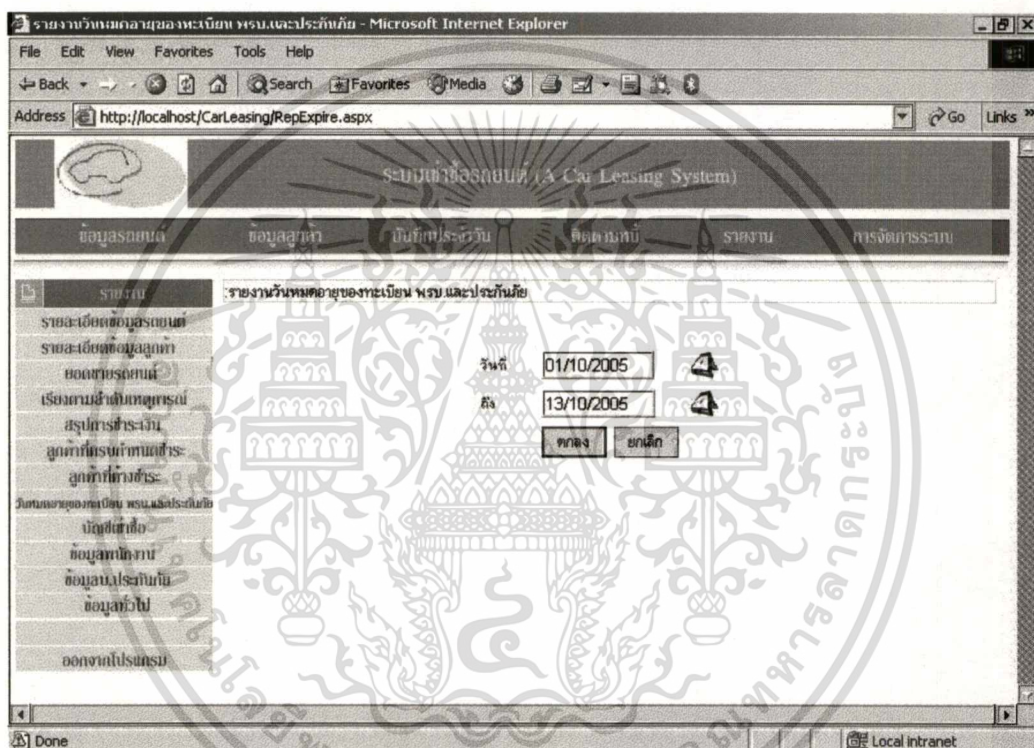 รายงานวันหมดอายุของทะเบียน พรบ.และประกันภัย - Microsoft Internet Explorer
File Edit View Favorites Tools Help
Back Search Favorites Media
Address http://localhost/CarLeasing/RepExpire.aspx Go Links »
ระบบเช่าซื้อรถยนต์ (A Car Leasing System)
ข้อมูลรถยนต์ ข้อมูลลูกค้า บันทึกประจำวัน ติดตามหนี้ รายงาน การจัดการระบบ
รายงาน :รายงานวันหมดอายุของทะเบียน พรบ.และประกันภัย
รายละเอียดข้อมูลรถยนต์
รายละเอียดข้อมูลลูกค้า
ยอดขายรถยนต์
เรียงตามลำดับเหตุการณ์
สรุปการชำระเงิน
ลูกค้าที่ครบกำหนดชำระ
ลูกค้าที่ค้างชำระ
วันหมดอายุของทะเบียน พรบ.และประกันภัย
บัญชีเช่าซื้อ
ข้อมูลพนักงาน
ข้อมูลบ.ประกันภัย
ข้อมูลทั่วไป
ออกจากโปรแกรม
วันที่ 01/10/2005
ถึง 13/10/2005
ตกลง ยกเลิก
Done Local intranet